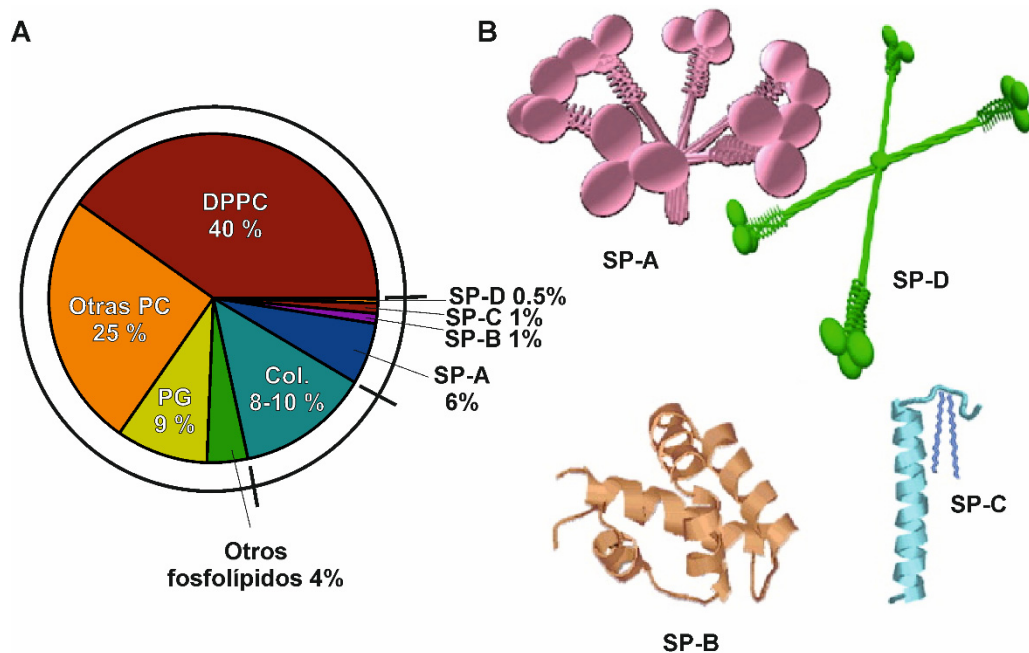 A
DPPC
40 %
Otras PC
25 %
PG
9 %
Col.
8-10 %
SP-D 0.5%
SP-C 1%
SP-B 1%
SP-A
6%
Otros
fosfolípidos 4%
B
SP-A
SP-D
SP-B
SP-C